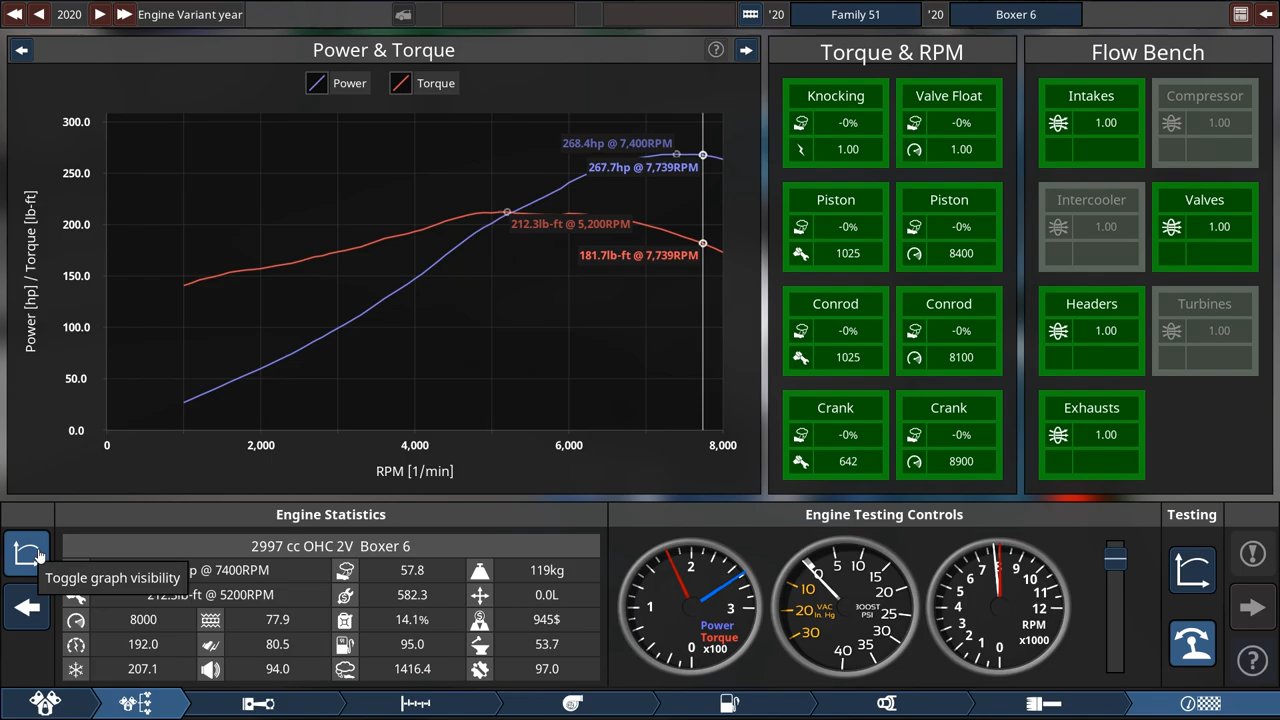 2020
Engine Variant year
'20
Family 51
'20
Boxer 6
Power & Torque
?
Power
Torque
Power [hp] / Torque [lb-ft]
300.0
250.0
200.0
150.0
100.0
50.0
0.0
268.4hp @ 7,400RPM
267.7hp @ 7,739RPM
212.3lb-ft @ 5,200RPM
181.7lb-ft @ 7,739RPM
0
2,000
4,000
6,000
8,000
RPM [1/min]
Torque & RPM
Knocking
-0%
1.00
Valve Float
-0%
1.00
Piston
-0%
1025
Piston
-0%
8400
Conrod
-0%
1025
Conrod
-0%
8100
Crank
-0%
642
Crank
-0%
8900
Flow Bench
Intakes
1.00
Compressor
1.00
Intercooler
1.00
Valves
1.00
Headers
1.00
Turbines
1.00
Exhausts
1.00
Engine Statistics
2997 cc OHC 2V Boxer 6
p @ 7400RPM
57.8
119kg
212.3lb-ft @ 5200RPM
582.3
0.0L
8000
77.9
14.1%
945$
192.0
80.5
95.0
53.7
207.1
94.0
1416.4
97.0
Toggle graph visibility
Engine Testing Controls
0
1
2
3
Power
Torque
x100
0
5
10
15
20
25
30
35
40
10
20
30
VAC
in. Hg
BOOST
PSI
0
1
2
3
4
5
6
7
8
9
10
11
12
RPM
x1000
Testing
?